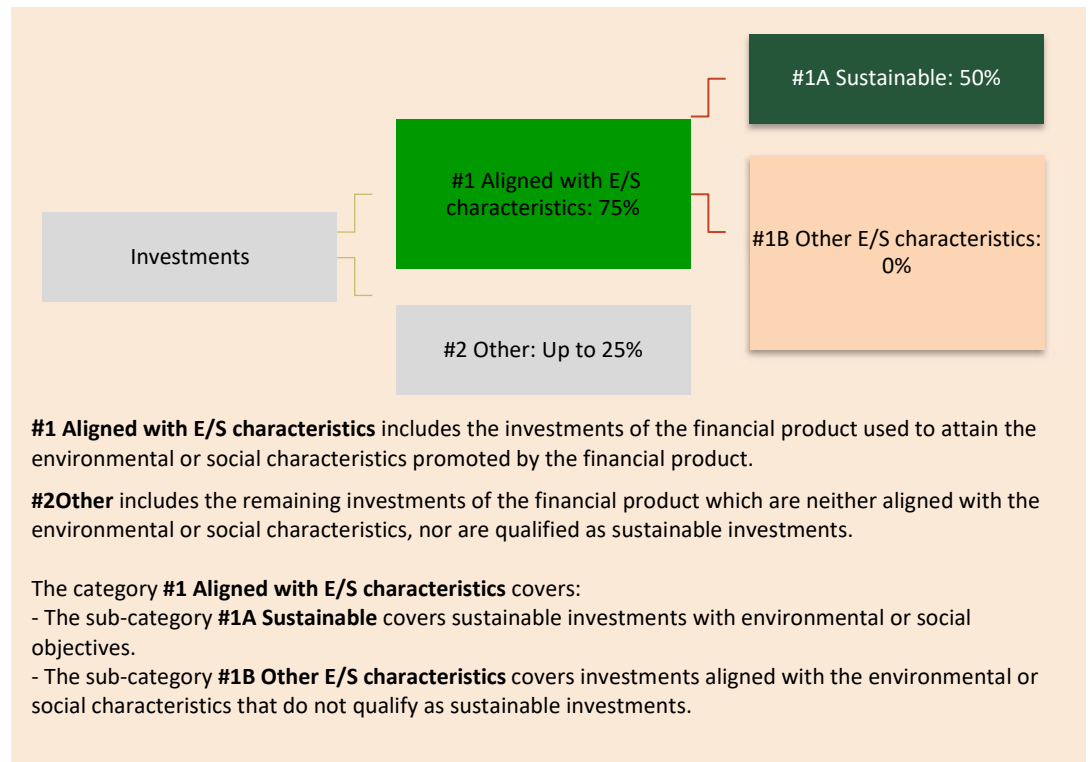 #1A Sustainable: 50%
#1 Aligned with E/S
characteristics: 75%
#1B Other E/S characteristics:
0%
Investments
#2 Other: Up to 25%
#1 Aligned with E/S characteristics includes the investments of the financial product used to attain the
environmental or social characteristics promoted by the financial product.
#2Other includes the remaining investments of the financial product which are neither aligned with the
environmental or social characteristics, nor are qualified as sustainable investments.
The category #1 Aligned with E/S characteristics covers:
- The sub-category #1A Sustainable covers sustainable investments with environmental or social
objectives.
- The sub-category #1B Other E/S characteristics covers investments aligned with the environmental or
social characteristics that do not qualify as sustainable investments.